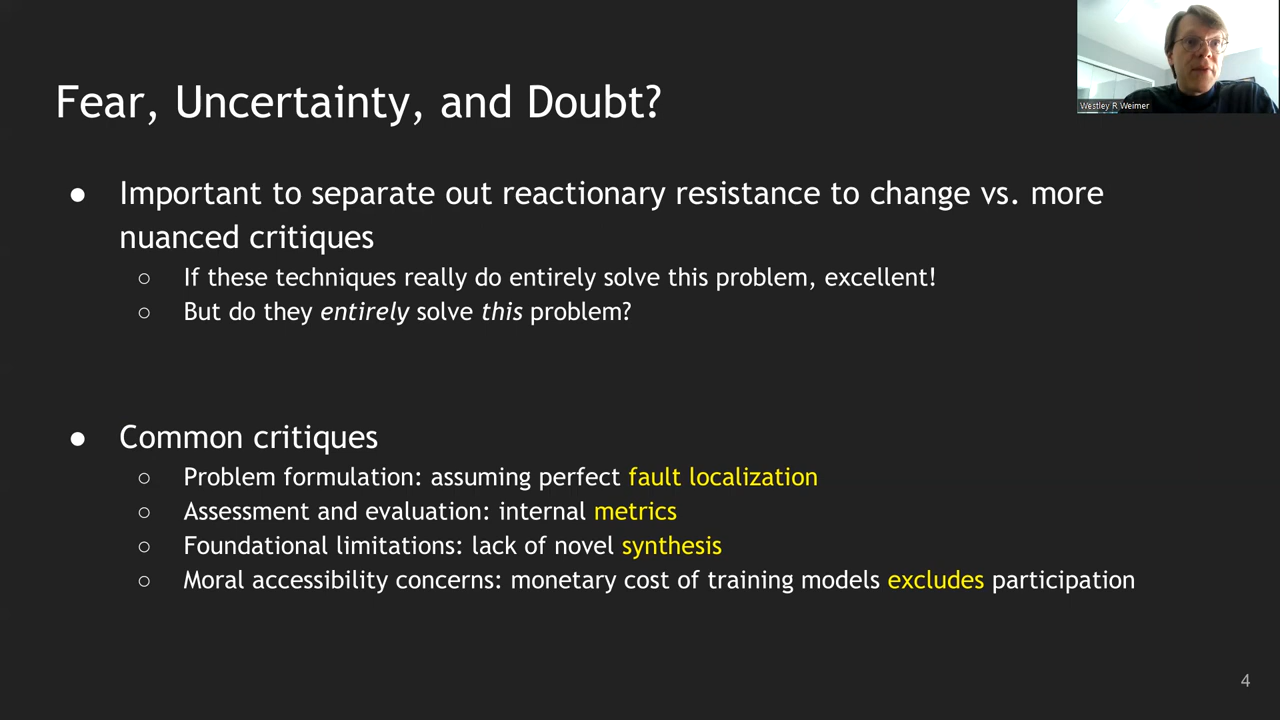 Westley R Weimer
Fear, Uncertainty, and Doubt?
● Important to separate out reactionary resistance to change vs. more
nuanced critiques
○ If these techniques really do entirely solve this problem, excellent!
○ But do they entirely solve this problem?
● Common critiques
○ Problem formulation: assuming perfect fault localization
○ Assessment and evaluation: internal metrics
○ Foundational limitations: lack of novel synthesis
○ Moral accessibility concerns: monetary cost of training models excludes participation
4